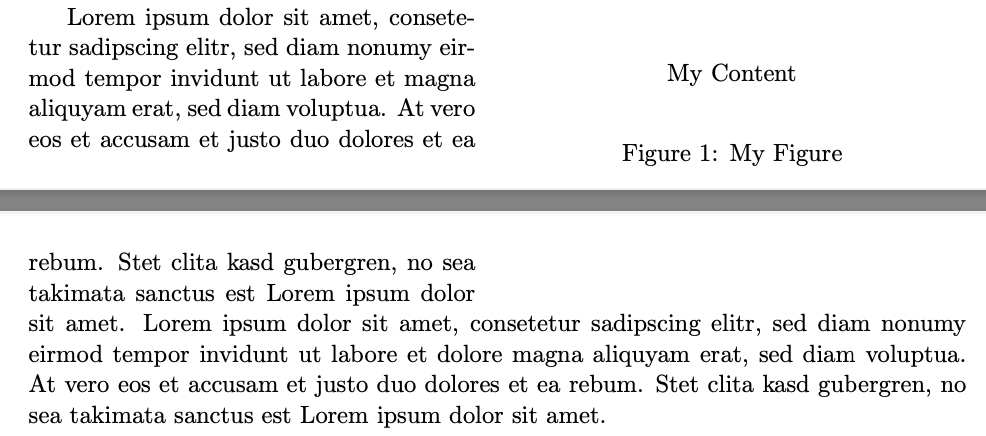 Lorem ipsum dolor sit amet, consete-
tur sadipscing elitr, sed diam nonumy eir-
mod tempor invidunt ut labore et magna
aliquyam erat, sed diam voluptua. At vero
eos et accusam et justo duo dolores et ea
My Content
Figure 1: My Figure
rebum. Stet clita kasd gubergren, no sea
takimata sanctus est Lorem ipsum dolor
sit amet. Lorem ipsum dolor sit amet, consetetur sadipscing elitr, sed diam nonumy
eirmod tempor invidunt ut labore et dolore magna aliquyam erat, sed diam voluptua.
At vero eos et accusam et justo duo dolores et ea rebum. Stet clita kasd gubergren, no
sea takimata sanctus est Lorem ipsum dolor sit amet.